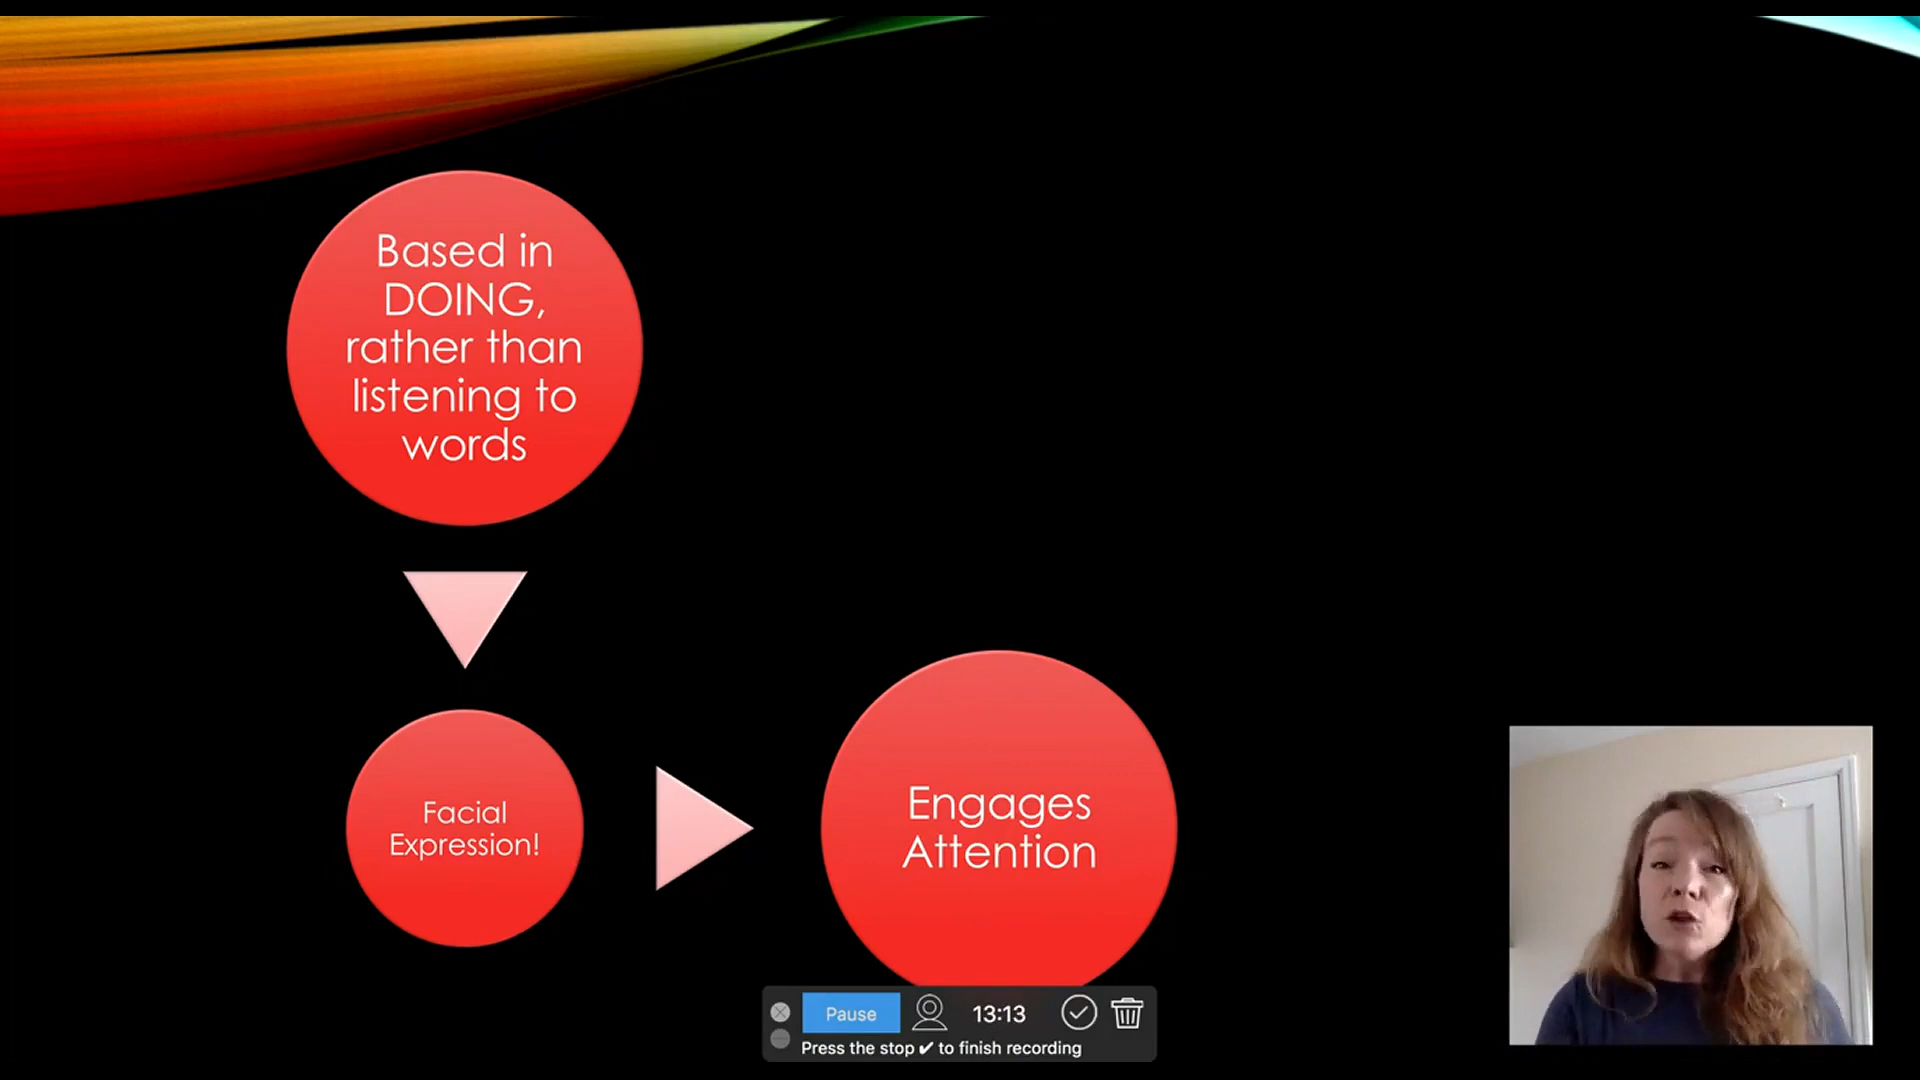 Based in
DOING,
rather than
listening to
words
Facial
Expression!
Engages
Attention
Pause
13:13
Press the stop ✔ to finish recording